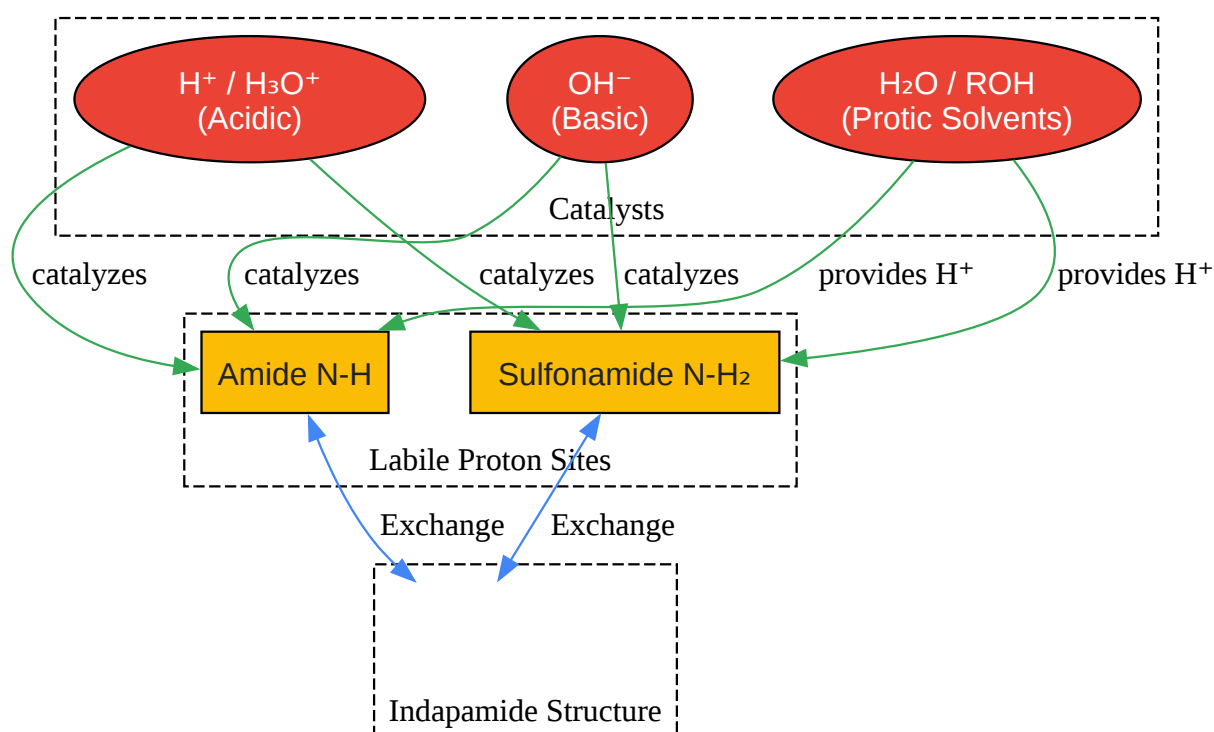 H⁺ / H₃O⁺
(Acidic)
OH⁻
(Basic)
H₂O / ROH
(Protic Solvents)
Catalysts
catalyzes
catalyzes
catalyzes
catalyzes
provides H⁺
provides H⁺
Amide N-H
Sulfonamide N-H₂
Labile Proton Sites
Exchange
Exchange
Indapamide Structure